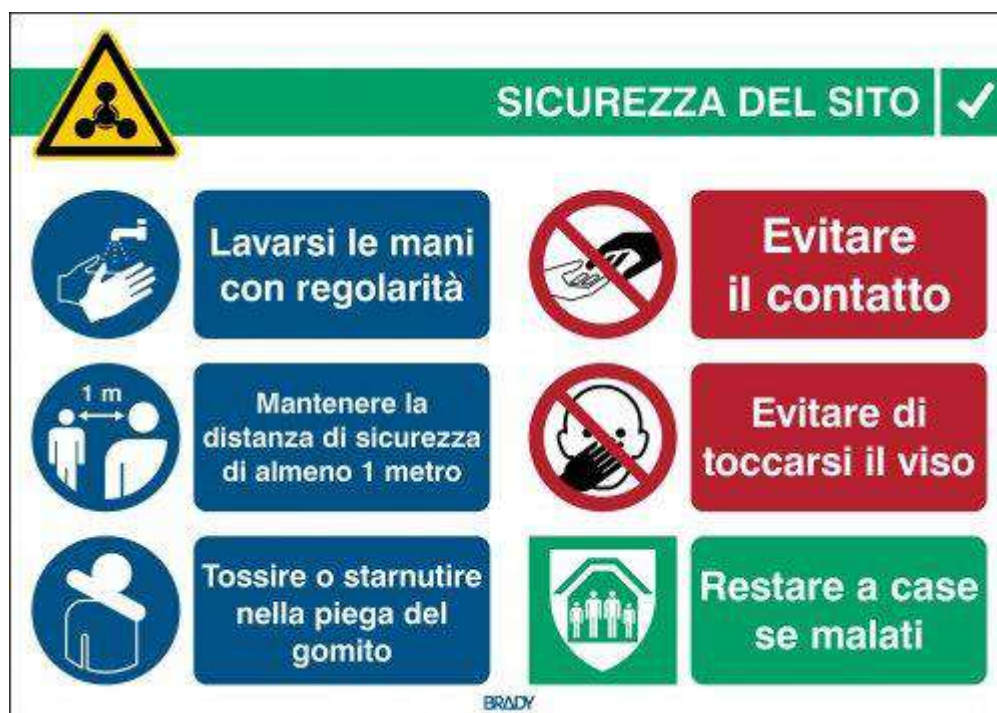 SICUREZZA DEL SITO
Lavarsi le mani
con regolarità
Evitare
il contatto
1 m
Mantenere la
distanza di sicurezza
di almeno 1 metro
Evitare di
toccarsi il viso
Tossire o starnutire
nella piega del
gomito
Restare a case
se malati
BRADY